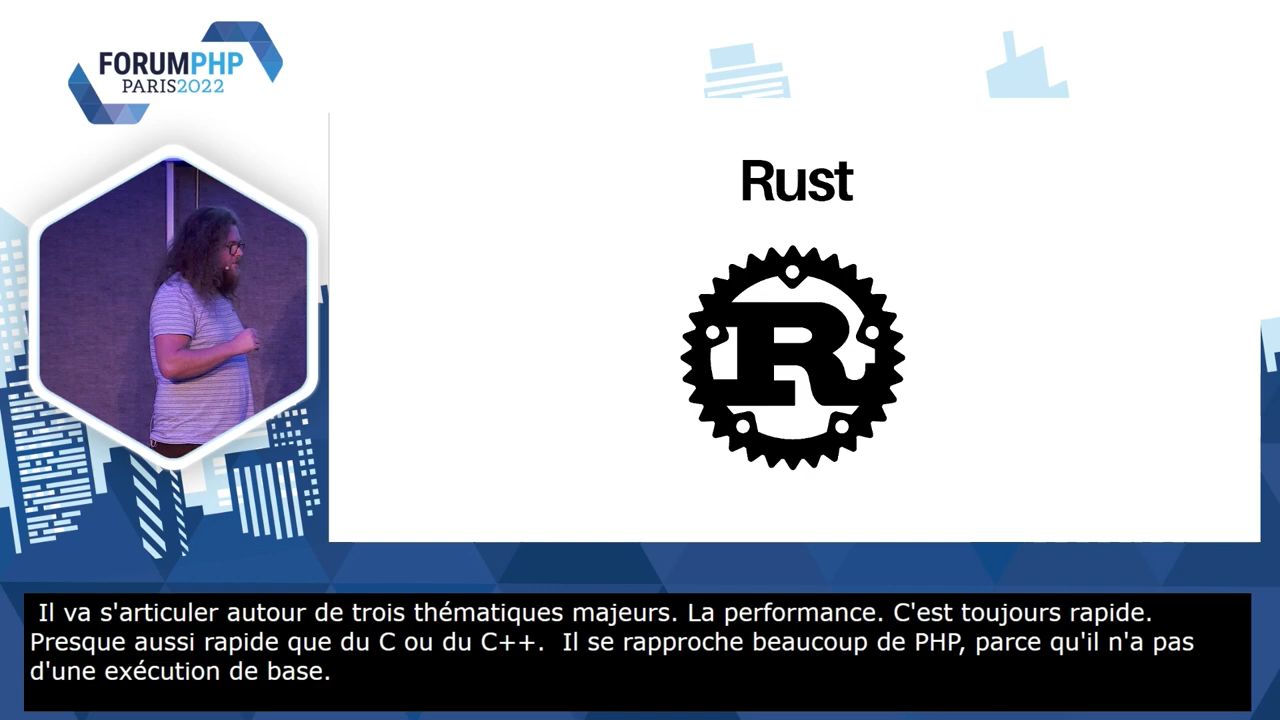 FORUMPHP
PARIS2022
Rust
R
Il va s'articuler autour de trois thématiques majeurs. La performance. C'est toujours rapide.
Presque aussi rapide que du C ou du C++.  Il se rapproche beaucoup de PHP, parce qu'il n'a pas
d'une exécution de base.